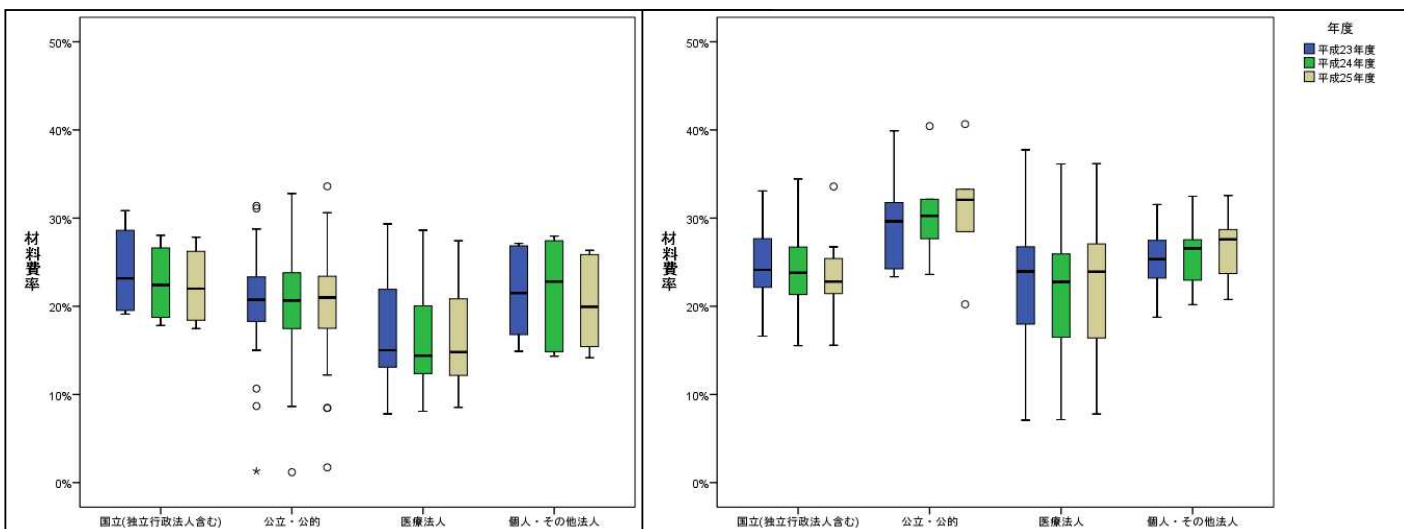 50%
40%
30%
20%
10%
0%
材料費率
国立(独立行政法人含む)
公立・公的
医療法人
個人・その他法人
50%
40%
30%
20%
10%
0%
材料費率
国立(独立行政法人含む)
公立・公的
医療法人
個人・その他法人
年度
平成23年度
平成24年度
平成25年度